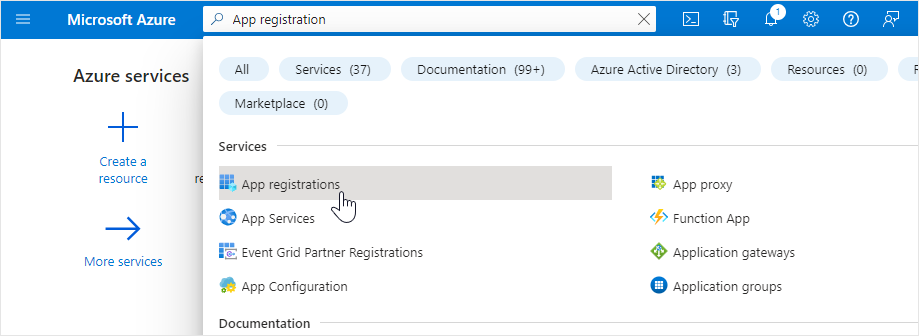 Microsoft Azure
App registration
1
All
Services (37)
Documentation (99+)
Azure Active Directory (3)
Resources (0)
Marketplace (0)
Azure services
Create a
resource
re
More services
Services
App registrations
App proxy
App Services
Function App
Event Grid Partner Registrations
Application gateways
App Configuration
Application groups
Documentation